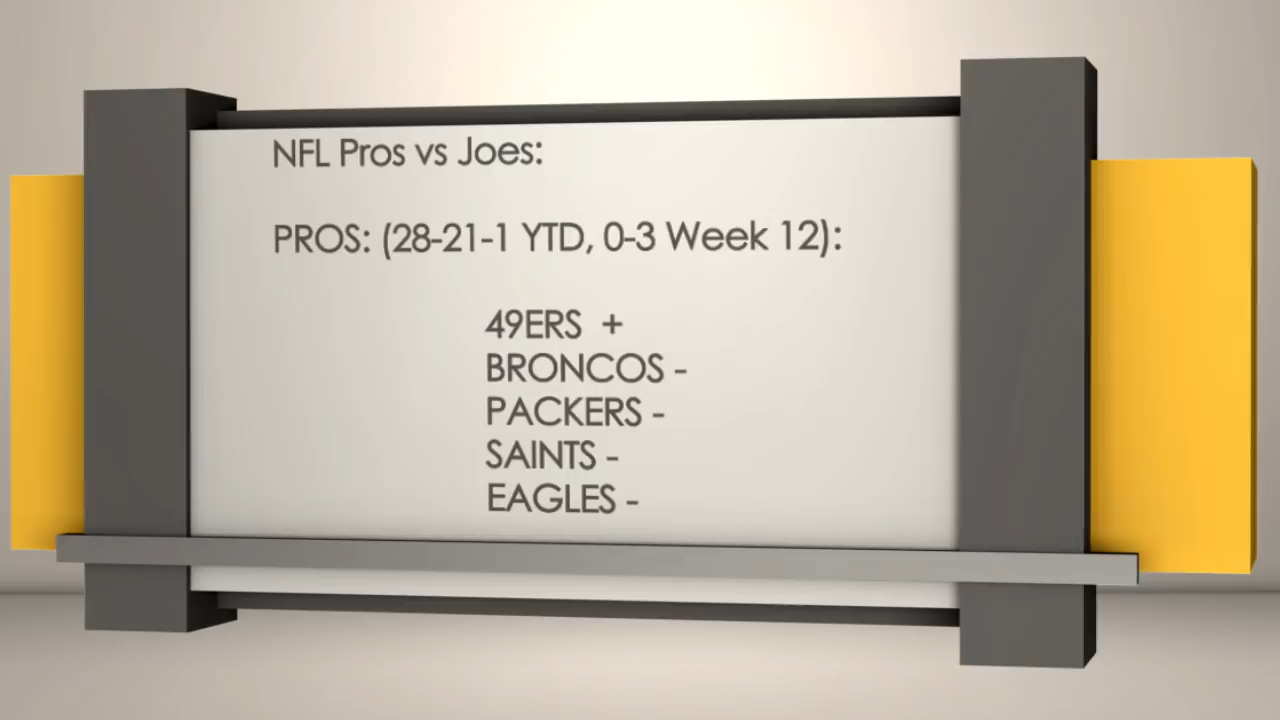 NFL Pros vs Joes:
PROS: (28-21-1 YTD, 0-3 Week 12):
49ERS +
BRONCOS -
PACKERS -
SAINTS -
EAGLES -